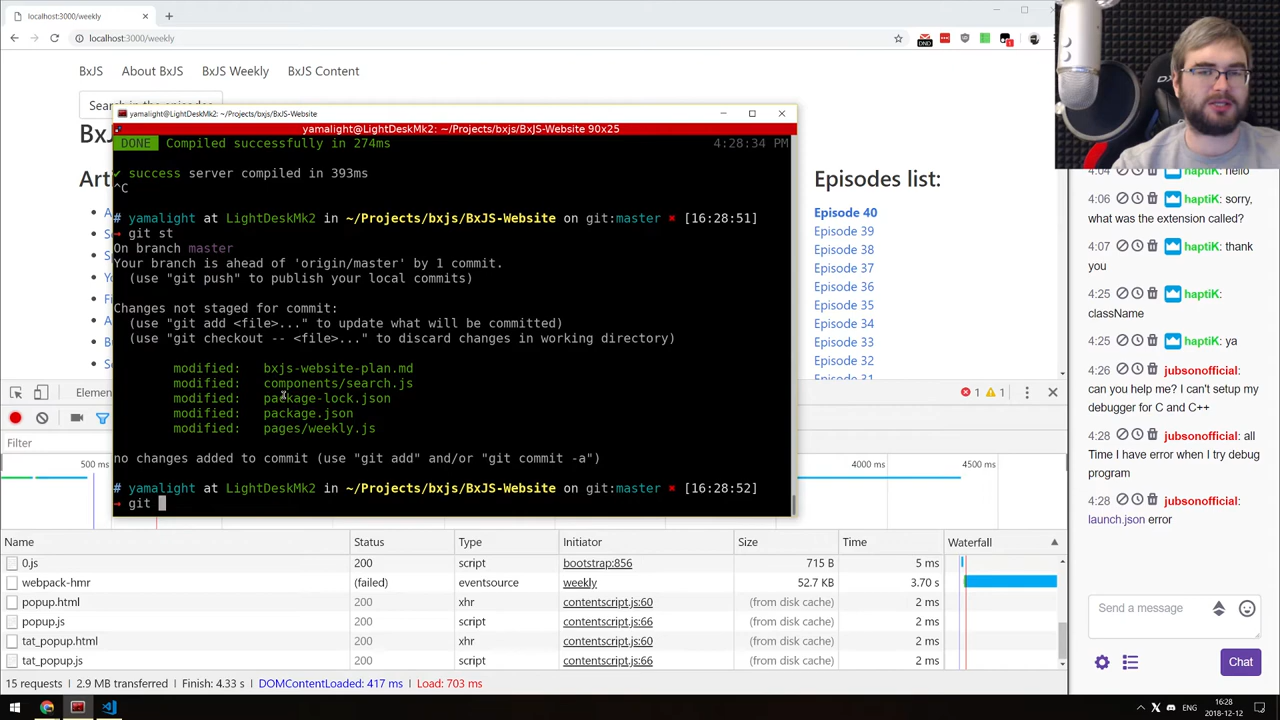 localhost:3000/weekly
localhost:3000/weekly
DND
1
BxJS
About BxJS
BxJS Weekly
BxJS Content
Search in the episodes
Episodes list:
Episode 40
Episode 39
Episode 38
Episode 37
Episode 36
Episode 35
Episode 34
Episode 33
Episode 32
Episode 31
yamalight@LightDeskMk2: ~/Projects/bxjs/BxJS-Website
yamalight@LightDeskMk2: ~/Projects/bxjs/BxJS-Website 90x25
DONE Compiled successfully in 274ms 4:28:34 PM
✔ success server compiled in 393ms
^C
# yamalight at LightDeskMk2 in ~/Projects/bxjs/BxJS-Website on git:master ✖ [16:28:51]
→ git st
On branch master
Your branch is ahead of 'origin/master' by 1 commit.
(use "git push" to publish your local commits)
Changes not staged for commit:
(use "git add <file>..." to update what will be committed)
(use "git checkout -- <file>..." to discard changes in working directory)
modified: bxjs-website-plan.md
modified: components/search.js
modified: package-lock.json
modified: package.json
modified: pages/weekly.js
no changes added to commit (use "git add" and/or "git commit -a")
# yamalight at LightDeskMk2 in ~/Projects/bxjs/BxJS-Website on git:master ✖ [16:28:52]
→ git
Elemen
1 1
Filter
500 ms
4000 ms
4500 ms
Name Status Type Initiator Size Time Waterfall
0.js 200 script bootstrap:856 715 B 5 ms
webpack-hmr (failed) eventsource weekly 52.7 KB 3.70 s
popup.html 200 xhr contentscript.js:60 (from disk cache) 2 ms
popup.js 200 script contentscript.js:66 (from disk cache) 2 ms
tat_popup.html 200 xhr contentscript.js:60 (from disk cache) 2 ms
tat_popup.js 200 script contentscript.js:66 (from disk cache) 2 ms
15 requests 2.9 MB transferred Finish: 4.33 s DOMContentLoaded: 417 ms Load: 703 ms
4:04 haptiK: hello
4:06 haptiK: sorry,
what was the extension called?
4:07 haptiK: thank
you
4:25 haptiK:
className
4:25 haptiK: ya
4:27 jubsonofficial:
can you help me? I can't setup my
debugger for C and C++
4:28 jubsonofficial: all
Time I have error when I try debug
program
4:28 jubsonofficial:
launch.json error
Send a message
Chat
ENG
16:28
2018-12-12